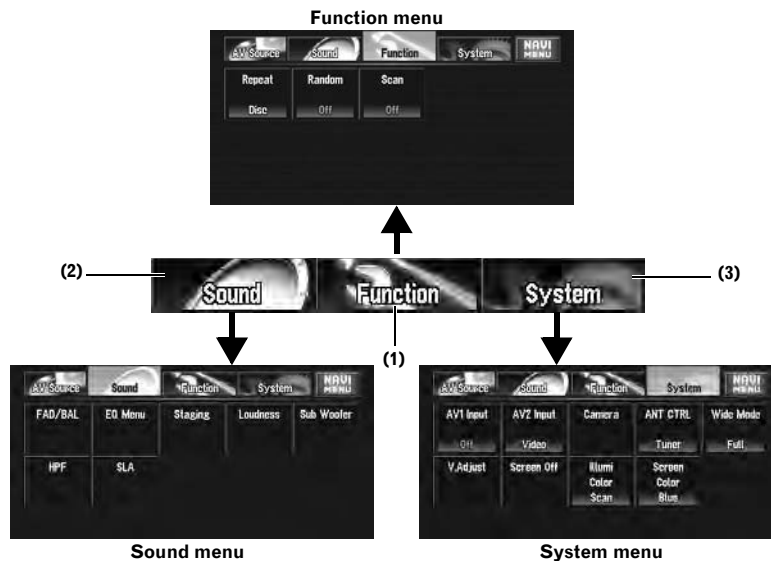 Function menu
AV Source Sound Function System NAVI MENU
Repeat Random Scan
Disc Off Off
(2) Sound Function System (3)
(1)
AV Source Sound Function System NAVI MENU
FAD/BAL EQ Menu Staging Loudness Sub Woofer
HPF SLA
Sound menu
AV Source Sound Function System NAVI MENU
AV1 Input AV2 Input Camera ANT CTRL Wide Mode
Off Video Tuner Full
V.Adjust Screen Off Illumi Color Scan Screen Color Blue
System menu